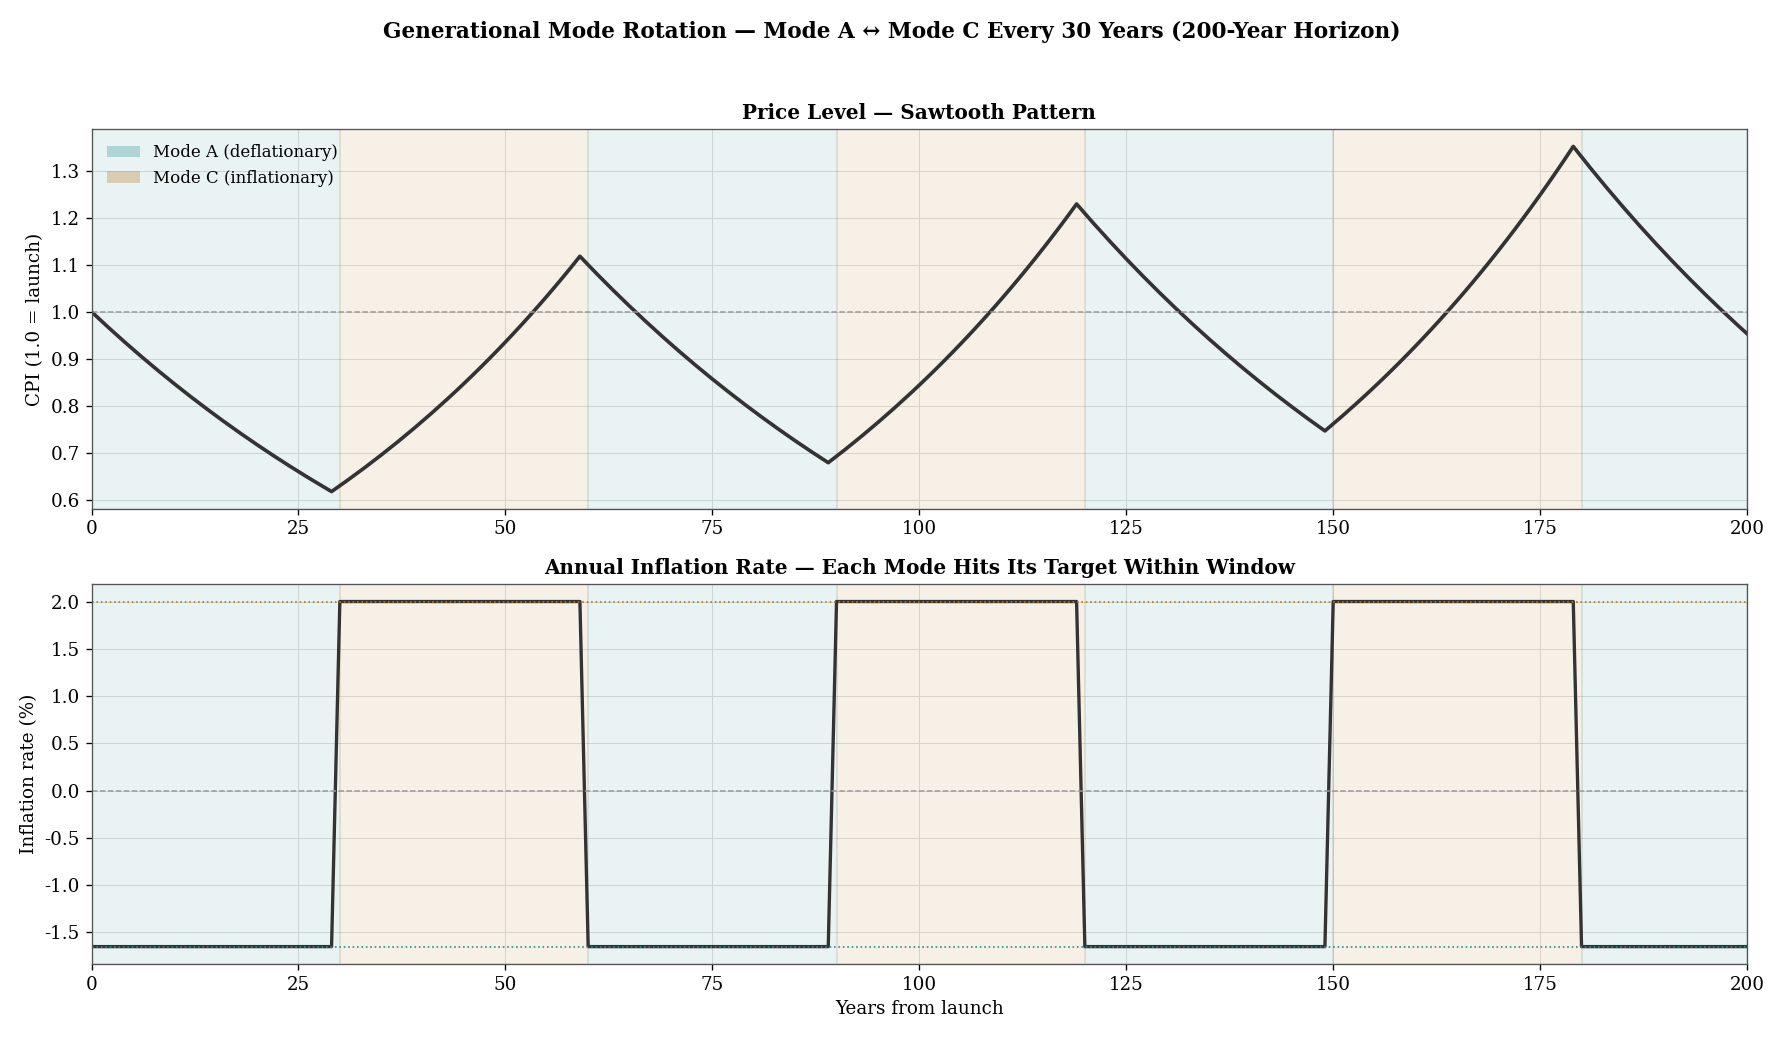 Generational Mode Rotation — Mode A ↔ Mode C Every 30 Years (200-Year Horizon)
Price Level — Sawtooth Pattern
Mode A (deflationary)
Mode C (inflationary)
CPI (1.0 = launch)
1.3
1.2
1.1
1.0
0.9
0.8
0.7
0.6
0 25 50 75 100 125 150 175 200
Annual Inflation Rate — Each Mode Hits Its Target Within Window
Inflation rate (%)
2.0
1.5
1.0
0.5
0.0
-0.5
-1.0
-1.5
0 25 50 75 100 125 150 175 200
Years from launch